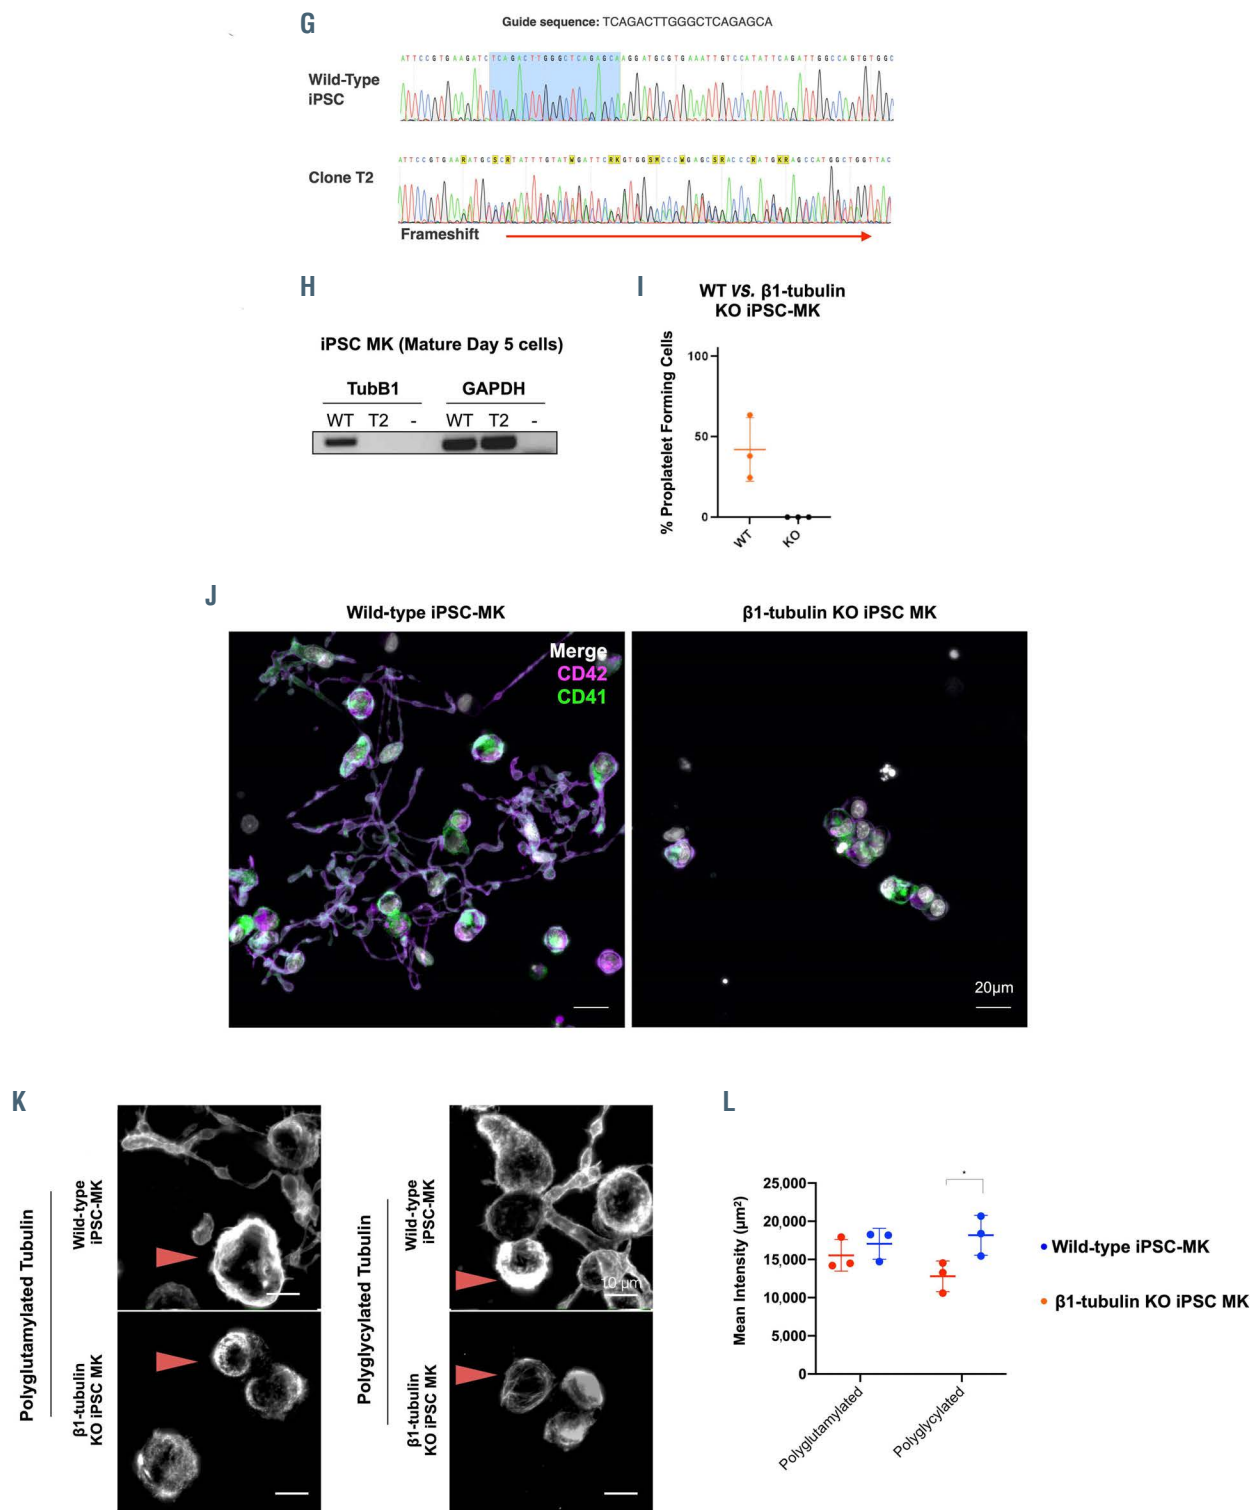 G
Guide sequence: TCAGACTTGGGCTCAGAGCA
ATTCCGTGAAGATCTCAGACTTGGGCTCAGAGCAAGGATGCGTGAAATTGTCCATATTCAGATTGGCCAGTGTGGC
Wild-Type
iPSC
ATTCCGTGAARATGCSCRTATTTGTATWGATTCRKGTGGSMCCCWGAGCSRACCCRATGKRAGCCATGGCTGGTTAC
Clone T2
Frameshift
H
iPSC MK (Mature Day 5 cells)
TubB1
GAPDH
WT
T2
-
WT
T2
-
I
WT VS. β1-tubulin
KO iPSC-MK
% Proplatelet Forming Cells
100
50
0
WT
KO
J
Wild-type iPSC-MK
β1-tubulin KO iPSC MK
Merge
CD42
CD41
20µm
K
Polyglutamylated Tubulin
Wild-type
iPSC-MK
β1-tubulin
KO iPSC MK
Polyglycylated Tubulin
Wild-type
iPSC-MK
10 µm
β1-tubulin
KO iPSC MK
L
Mean Intensity (µm²)
25,000
20,000
15,000
10,000
5,000
0
*
Polyglutamylated
Polyglycylated
Wild-type iPSC-MK
β1-tubulin KO iPSC MK